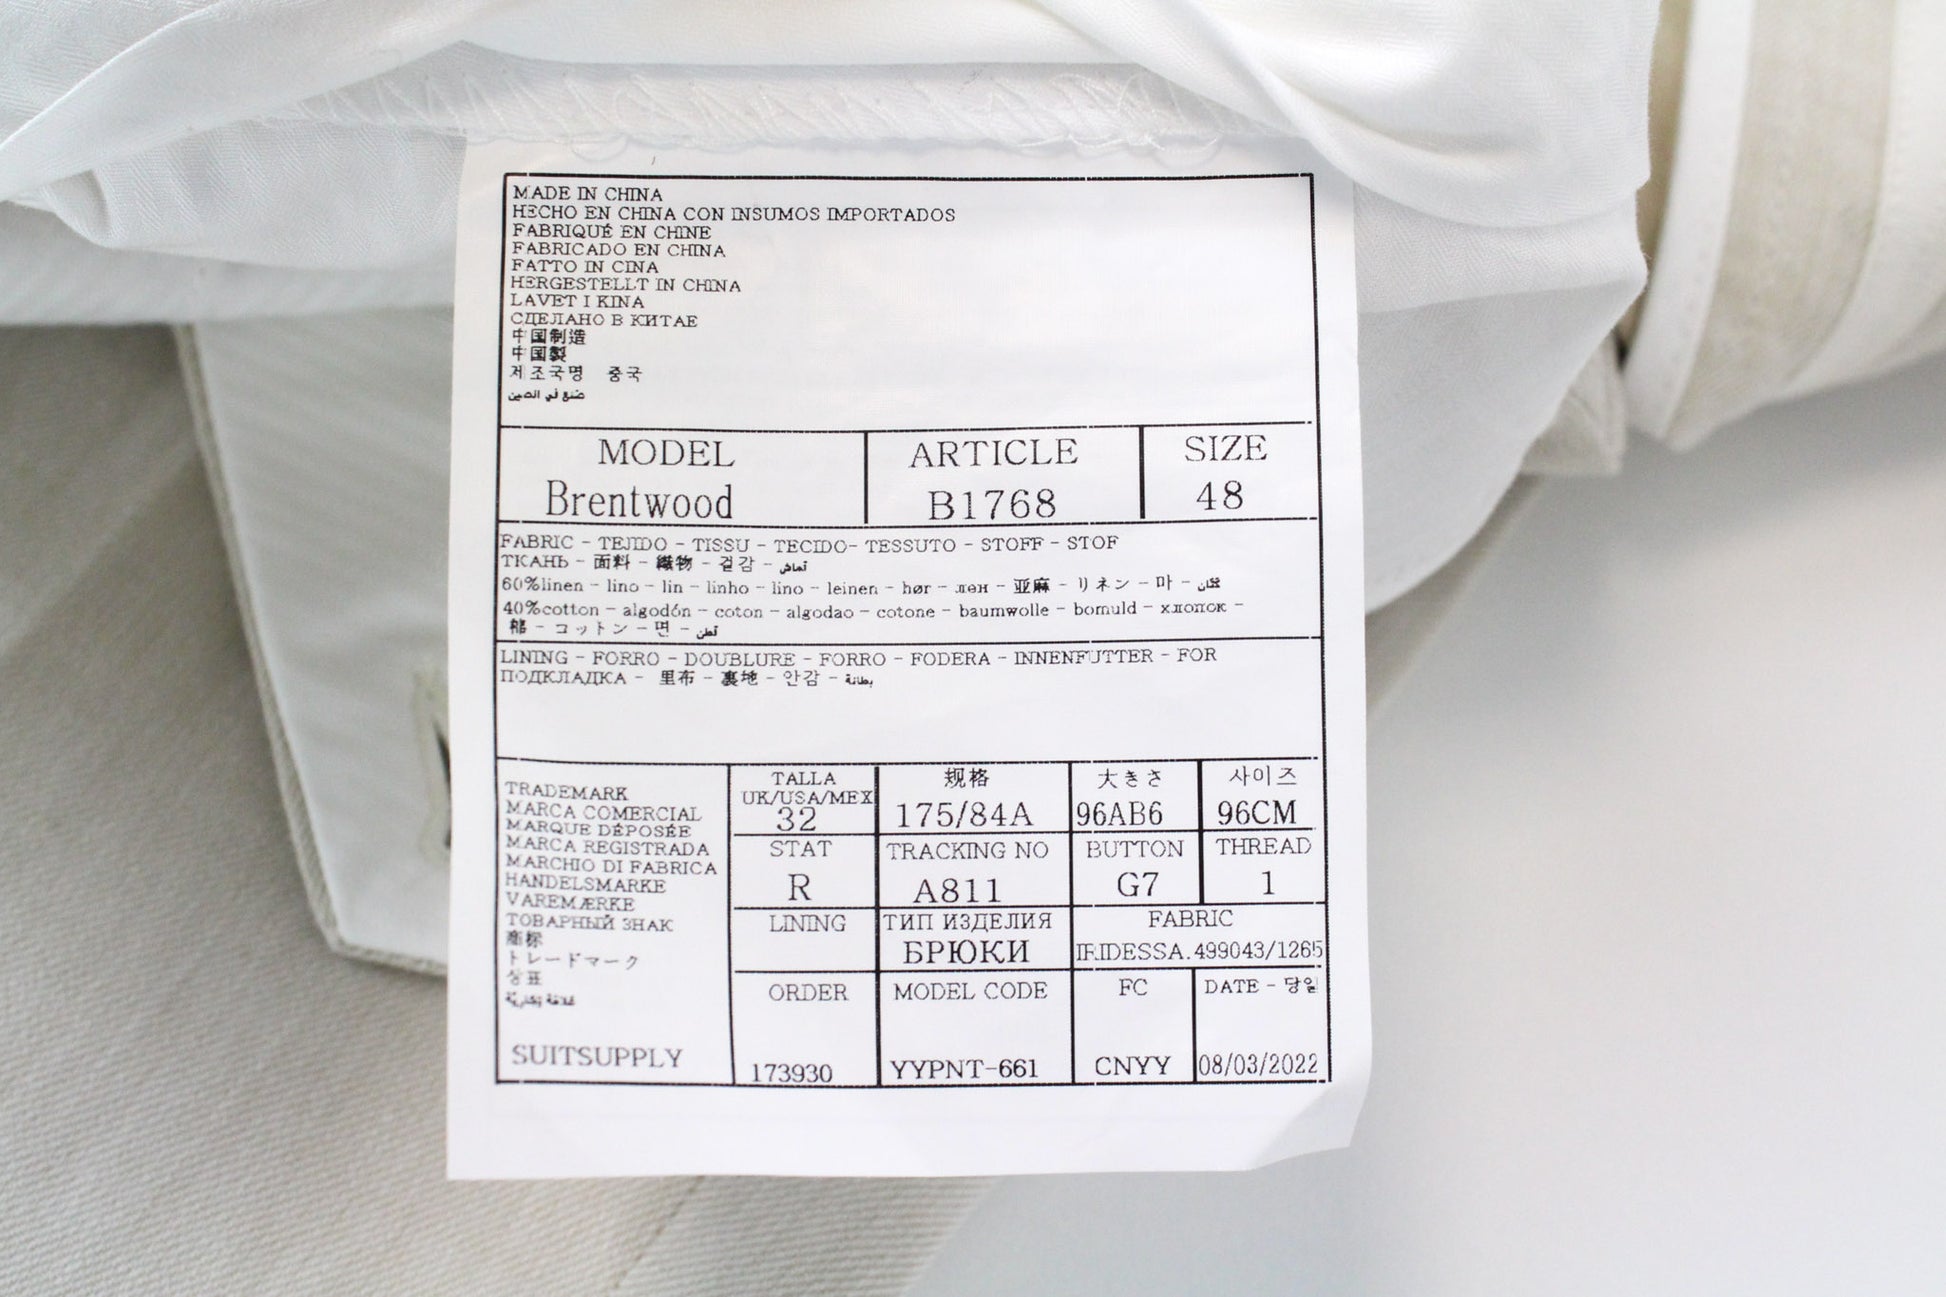 MADE IN CHINA
HECHO EN CHINA CON INSUMOS IMPORTADOS
FABRIQUÉ EN CHINE
FABRICADO EN CHINA
FATTO IN CINA
HERGESTELLT IN CHINA
LAVET I KINA
СДЕЛАНО В КИТАЕ
中国制造
中国製
제조국명 중국
صنع في الصين
MODEL ARTICLE SIZE
Brentwood B1768 48
FABRIC - TEJIDO - TISSU - TECIDO- TESSUTO - STOFF - STOF
ТКАНЬ - 面料 - 織物 - 겉감 - قماش
60%linen - lino - lin - linho - lino - leinen - hør - лен - 亚麻 - リネン - 마 - كتان
40%cotton - algodón - coton - algodao - cotone - baumwolle - bomuld - хлопок -
棉 - コットン - 면 - قطن
LINING - FORRO - DOUBLURE - FORRO - FODERA - INNENFUTTER - FOR
ПОДКЛАДКА - 里布 - 裏地 - 안감 - بطانة
TRADEMARK
MARCA COMERCIAL
MARQUE DÉPOSÉE
MARCA REGISTRADA
MARCHIO DI FABRICA
HANDELSMARKE
VAREMÆRKE
ТОВАРНЫЙ ЗНАК
商标
トレードマーク
상표
علامة تجارية
SUITSUPPLY
TALLA 规格 大きさ 사이즈
UK/USA/MEX
32 175/84A 96AB6 96CM
STAT TRACKING NO BUTTON THREAD
R A811 G7 1
LINING ТИП ИЗДЕЛИЯ FABRIC
БРЮКИ IRIDESSA.499043/1265
ORDER MODEL CODE FC DATE - 당일
173930 YYPNT-661 CNYY 08/03/2022